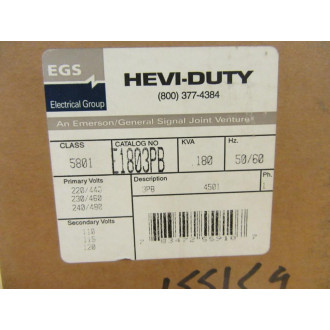 EGS
Electrical Group
HEVI-DUTY
(800) 377-4384
An Emerson/General Signal Joint Venture
CLASS CATALOG NO KVA Hz.
5801 E1803PB .180 50/60
Primary Volts Description Ph.
220/440 3PB 4501 1
230/460
240/480
Secondary Volts
110
115
120